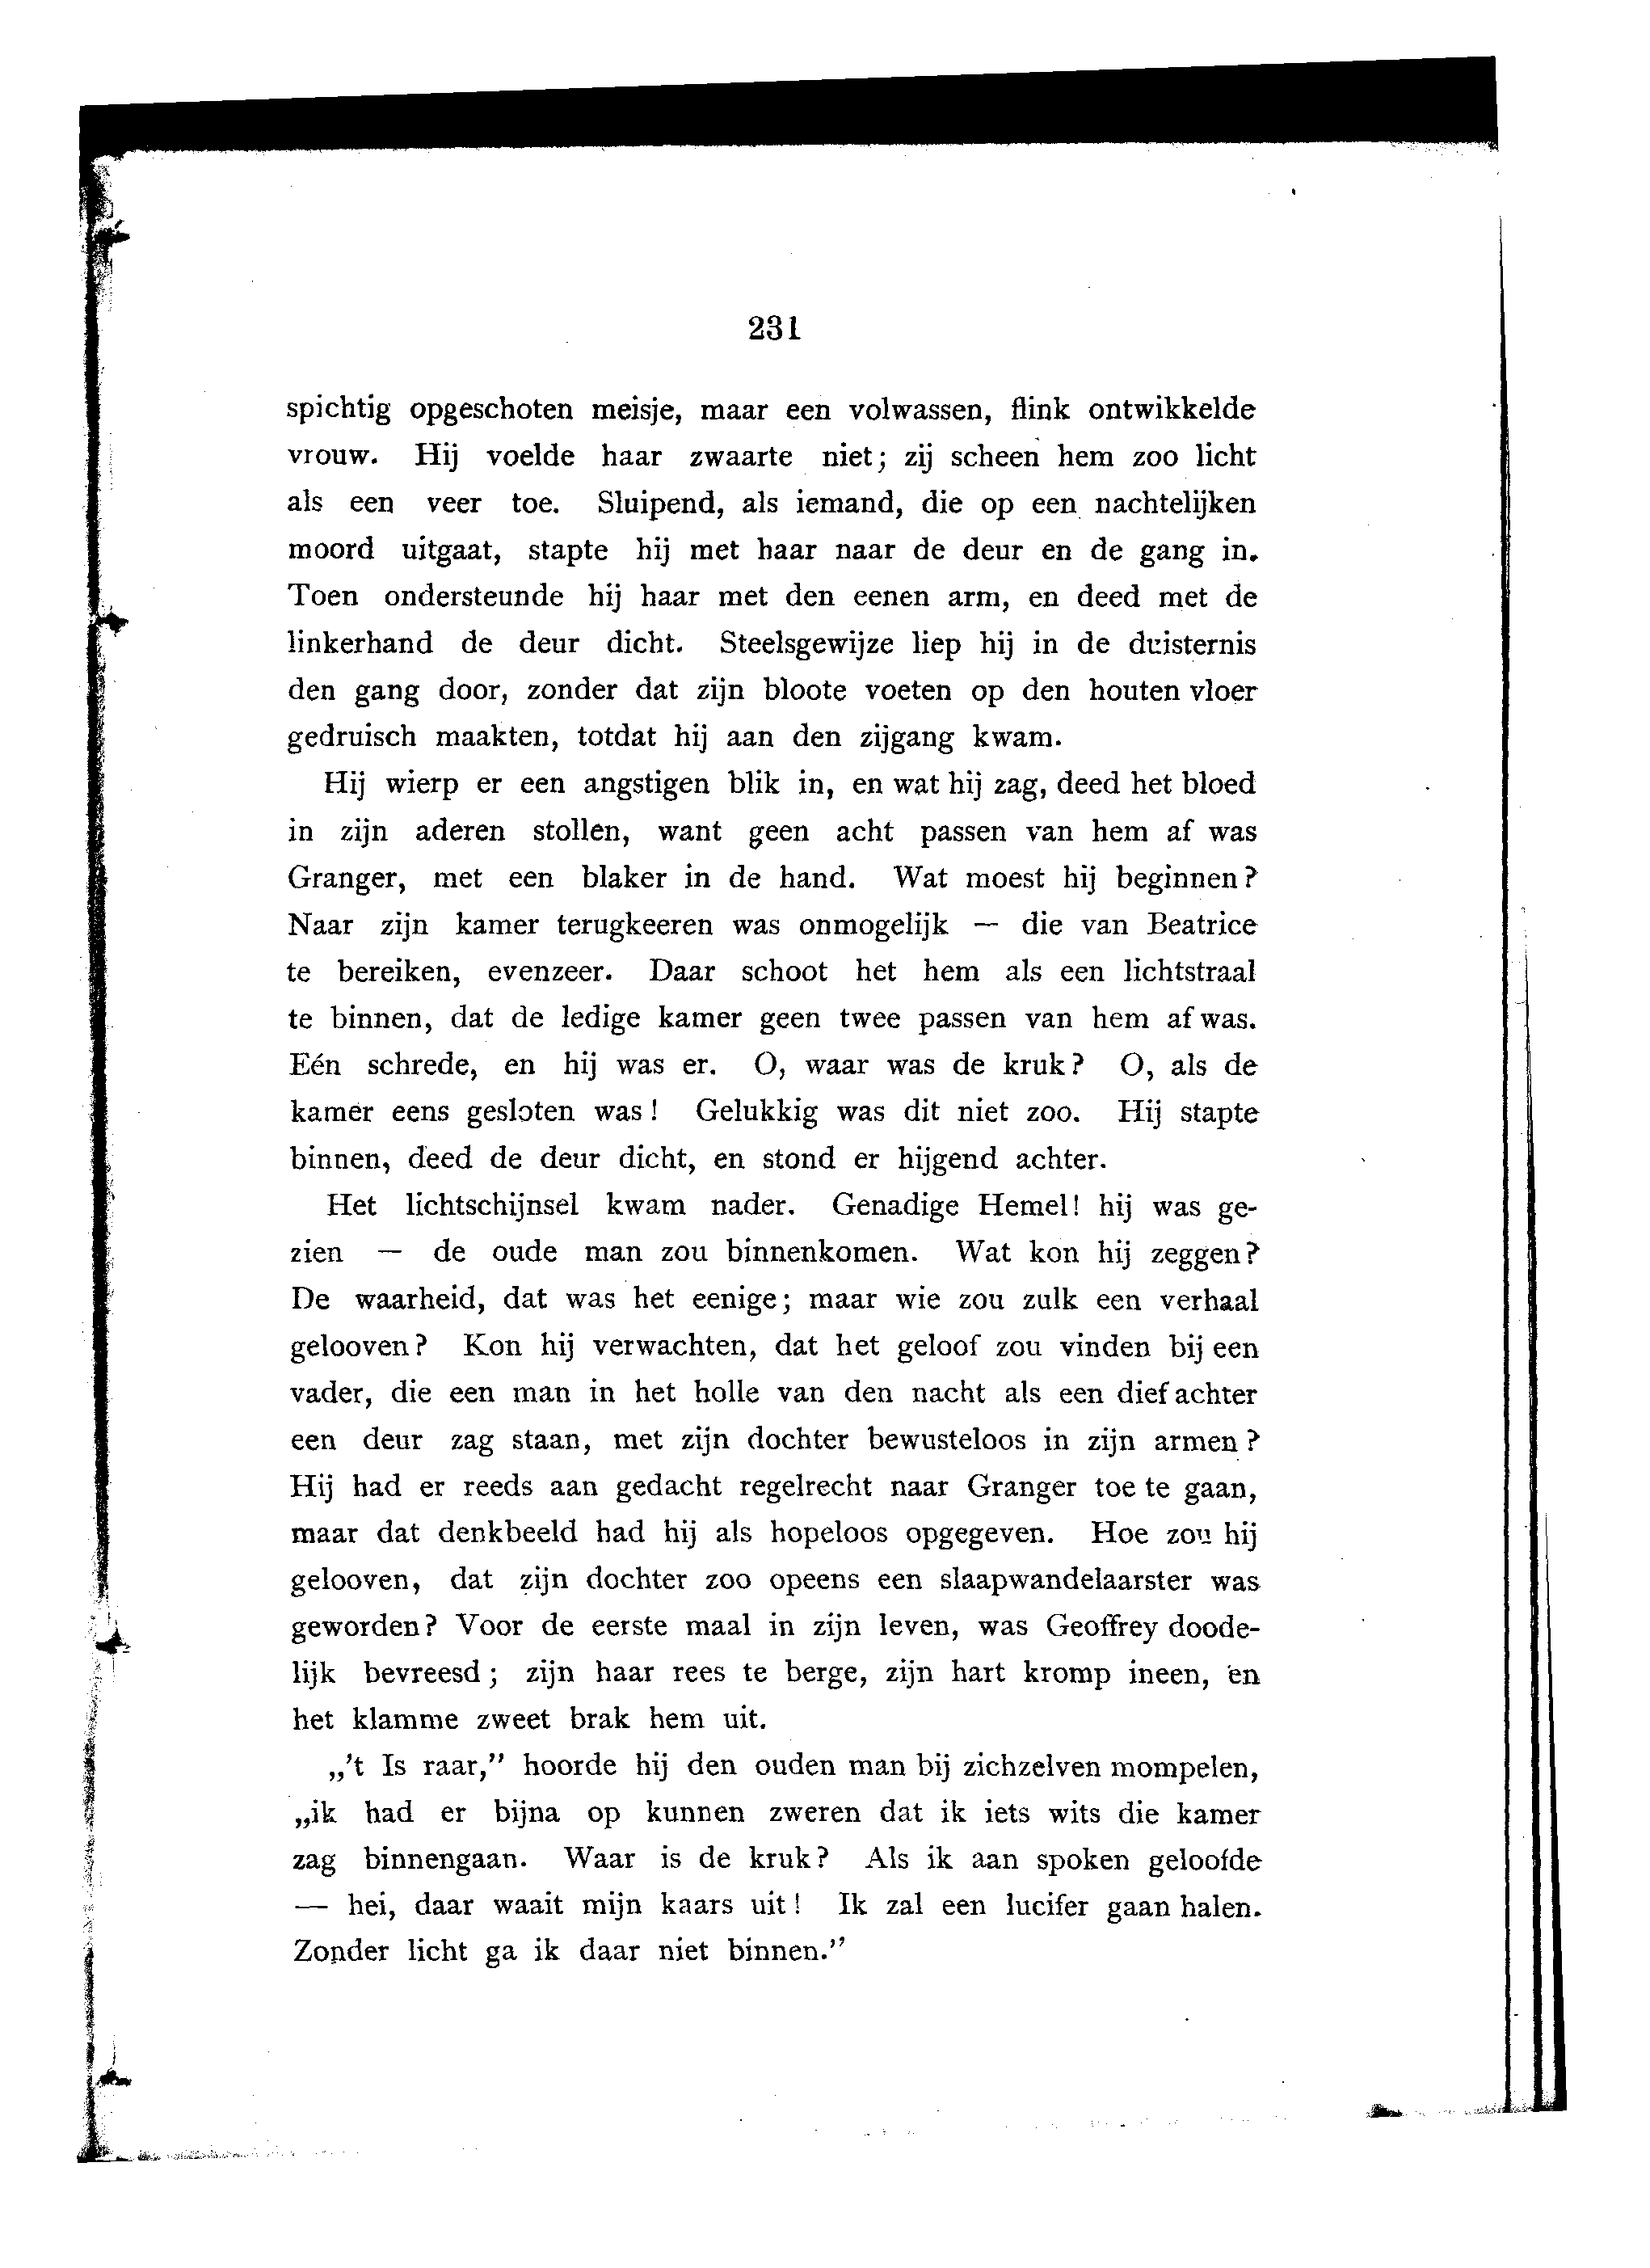 231
spichtig opgeschoten meisje, maar een volwassen, flink ontwikkelde
vrouw. Hij voelde haar zwaarte niet; zij scheen hem zoo licht
als een veer toe. Sluipend, als iemand, die op een nachtelijken
moord uitgaat, stapte hij met haar naar de deur en de gang in.
Toen ondersteunde hij haar met den eenen arm, en deed met de
linkerhand de deur dicht. Steelsgewijze liep hij in de duisternis
den gang door, zonder dat zijn bloote voeten op den houten vloer
gedruisch maakten, totdat hij aan den zijgang kwam.
Hij wierp er een angstigen blik in, en wat hij zag, deed het bloed
in zijn aderen stollen, want geen acht passen van hem af was
Granger, met een blaker in de hand. Wat moest hij beginnen?
Naar zijn kamer terugkeeren was onmogelijk — die van Beatrice
te bereiken, evenzeer. Daar schoot het hem als een lichtstraal
te binnen, dat de ledige kamer geen twee passen van hem af was.
Eén schrede, en hij was er. O, waar was de kruk? O, als de
kamer eens gesloten was! Gelukkig was dit niet zoo. Hij stapte
binnen, deed de deur dicht, en stond er hijgend achter.
Het lichtschijnsel kwam nader. Genadige Hemel! hij was ge-
zien — de oude man zou binnenkomen. Wat kon hij zeggen?
De waarheid, dat was het eenige; maar wie zou zulk een verhaal
gelooven? Kon hij verwachten, dat het geloof zou vinden bij een
vader, die een man in het holle van den nacht als een dief achter
een deur zag staan, met zijn dochter bewusteloos in zijn armen?
Hij had er reeds aan gedacht regelrecht naar Granger toe te gaan,
maar dat denkbeeld had hij als hopeloos opgegeven. Hoe zou hij
gelooven, dat zijn dochter zoo opeens een slaapwandelaarster was
geworden? Voor de eerste maal in zijn leven, was Geoffrey doode-
lijk bevreesd; zijn haar rees te berge, zijn hart kromp ineen, en
het klamme zweet brak hem uit.
„'t Is raar,” hoorde hij den ouden man bij zichzelven mompelen,
„ik had er bijna op kunnen zweren dat ik iets wits die kamer
zag binnengaan. Waar is de kruk? Als ik aan spoken geloofde
— hei, daar waait mijn kaars uit! Ik zal een lucifer gaan halen.
Zonder licht ga ik daar niet binnen.”